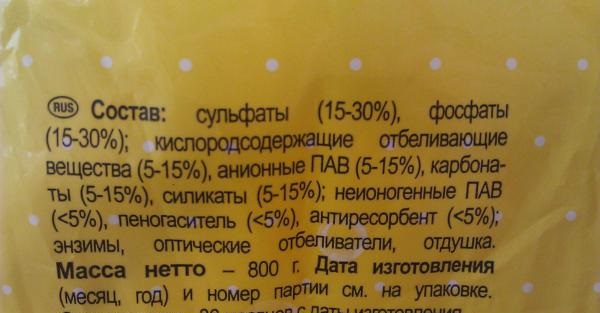 RUS Состав: сульфаты (15-30%), фосфаты
(15-30%); кислородсодержащие отбеливающие
вещества (5-15%), анионные ПАВ (5-15%), карбона-
ты (5-15%), силикаты (5-15%); неионогенные ПАВ
(<5%), пеногаситель (<5%), антиресорбент (<5%);
энзимы, оптические отбеливатели, отдушка.
Масса нетто – 800 г. Дата изготовления
(месяц, год) и номер партии см. на упаковке.
с даты изготовления